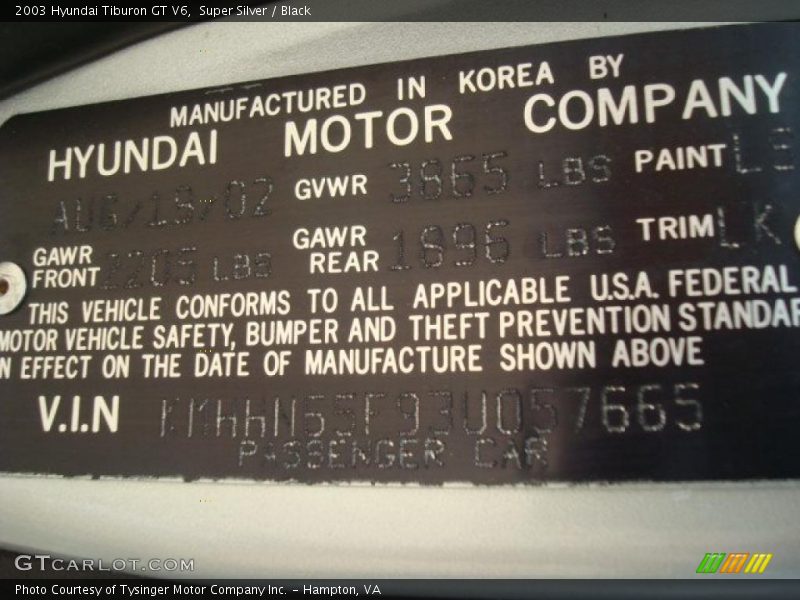 2003 Hyundai Tiburon GT V6, Super Silver / Black
MANUFACTURED IN KOREA BY
HYUNDAI MOTOR COMPANY
AUG/19/02 GVWR 3865 LBS PAINT
GAWR FRONT 2205 LBS GAWR REAR 1896 LBS TRIM LK
THIS VEHICLE CONFORMS TO ALL APPLICABLE U.S.A. FEDERAL
MOTOR VEHICLE SAFETY, BUMPER AND THEFT PREVENTION STANDAR
N EFFECT ON THE DATE OF MANUFACTURE SHOWN ABOVE
V.I.N KMHHN65F93U057665
PASSENGER CAR
GTCARLOT.COM
Photo Courtesy of Tysinger Motor Company Inc. – Hampton, VA